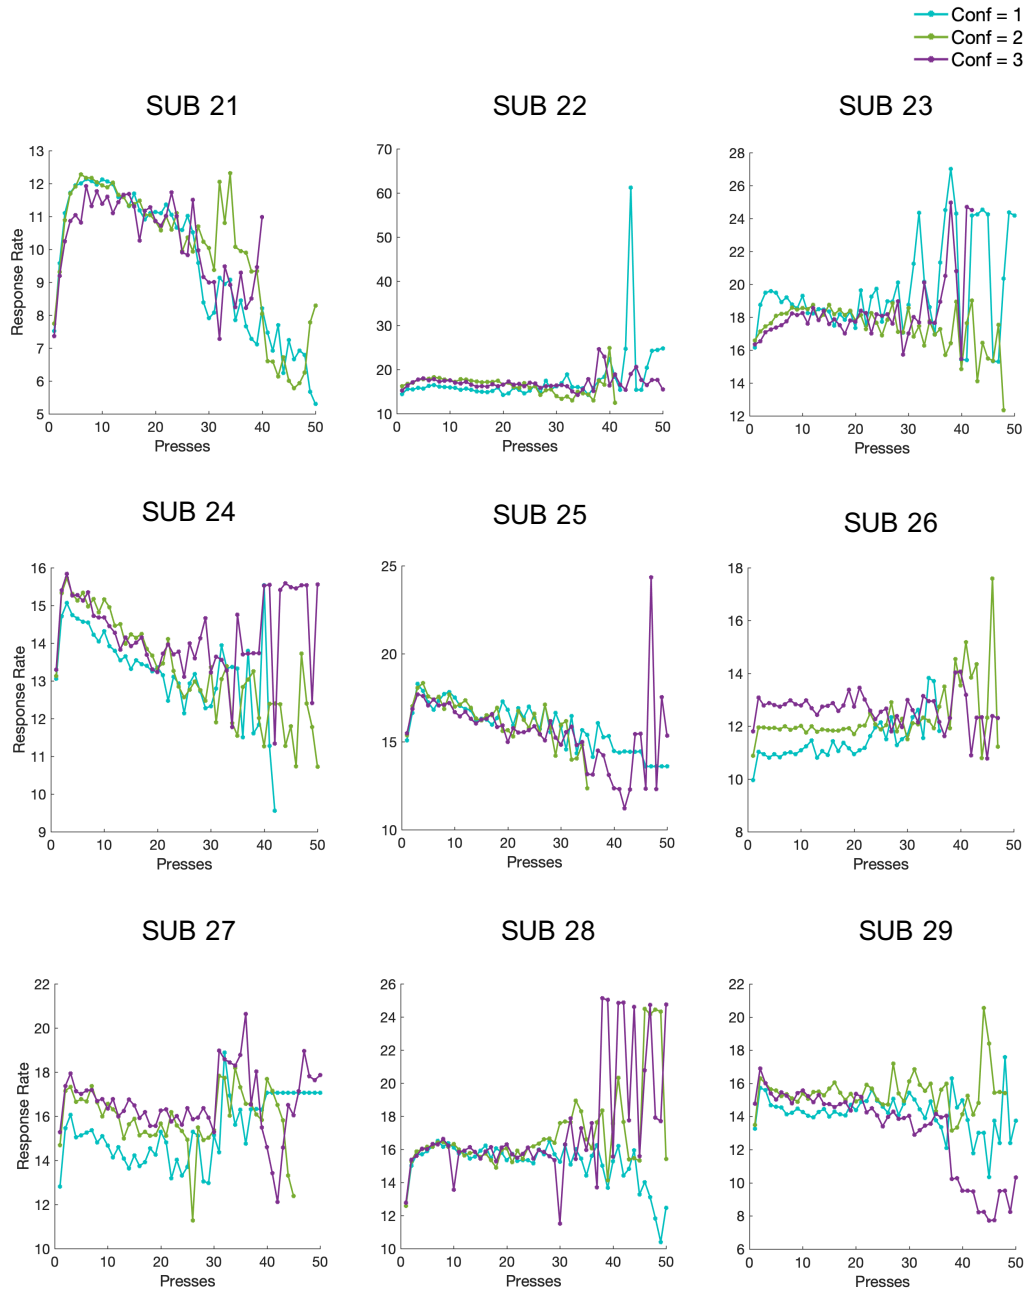 Conf = 1
Conf = 2
Conf = 3
SUB 21
SUB 22
SUB 23
13
12
11
10
9
8
7
6
5
Response Rate
0 10 20 30 40 50
Presses
70
60
50
40
30
20
10
0 10 20 30 40 50
Presses
28
26
24
22
20
18
16
14
12
0 10 20 30 40 50
Presses
SUB 24
SUB 25
SUB 26
16
15
14
13
12
11
10
9
Response Rate
0 10 20 30 40 50
Presses
25
20
15
10
0 10 20 30 40 50
Presses
18
16
14
12
10
8
0 10 20 30 40 50
Presses
SUB 27
SUB 28
SUB 29
22
20
18
16
14
12
10
Response Rate
0 10 20 30 40 50
Presses
26
24
22
20
18
16
14
12
10
0 10 20 30 40 50
Presses
22
20
18
16
14
12
10
8
6
0 10 20 30 40 50
Presses